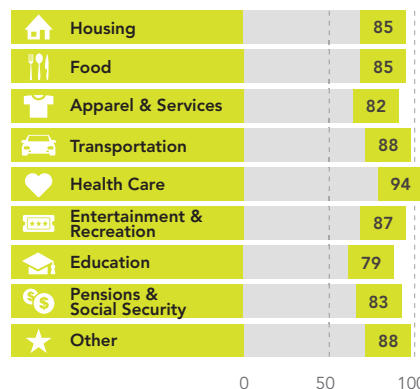 Housing 85
Food 85
Apparel & Services 82
Transportation 88
Health Care 94
Entertainment &
Recreation 87
Education 79
Pensions &
Social Security 83
Other 88
0 50 100